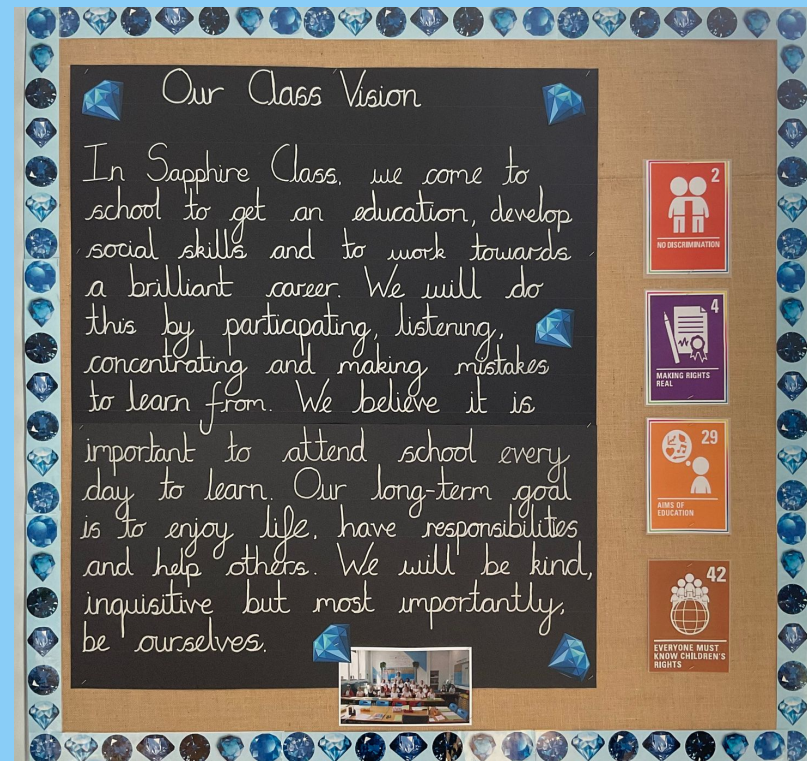 Our Class Vision
In Sapphire Class, we come to
school to get an education, develop
social skills and to work towards
a brilliant career. We will do
this by participating, listening,
concentrating and making mistakes
to learn from. We believe it is
important to attend school every
day to learn. Our long-term goal
is to enjoy life, have responsibilities
and help others. We will be kind,
inquisitive but most importantly,
be ourselves.
2
NO DISCRIMINATION
4
MAKING RIGHTS
REAL
29
AIMS OF
EDUCATION
42
EVERYONE MUST
KNOW CHILDREN'S
RIGHTS